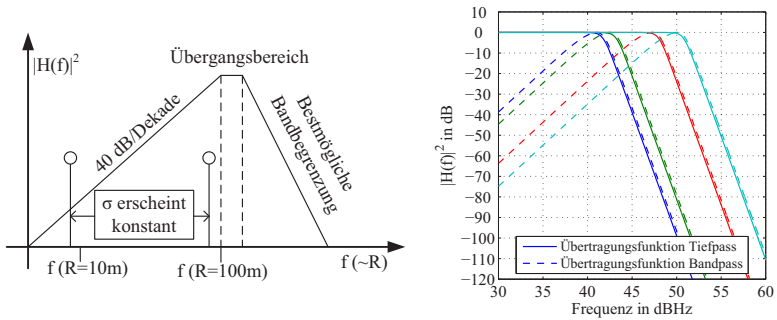 |H(f)|²
Übergangsbereich
40 dB/Dekade
Bestmögliche
Bandbegrenzung
σ erscheint
konstant
f (R=10m)
f (R=100m)
f (~R)
|H(f)|² in dB
10
0
−10
−20
−30
−40
−50
−60
−70
−80
−90
−100
−110
−120
Übertragungsfunktion Tiefpass
Übertragungsfunktion Bandpass
30 35 40 45 50 55 60
Frequenz in dBHz